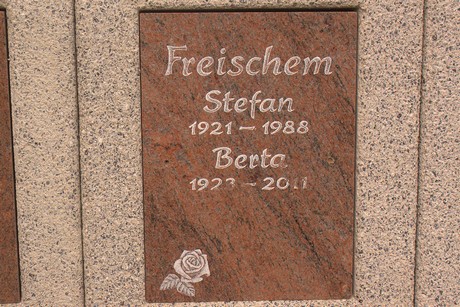 Freischem
Stefan
1921 – 1988
Berta
1923 – 2011